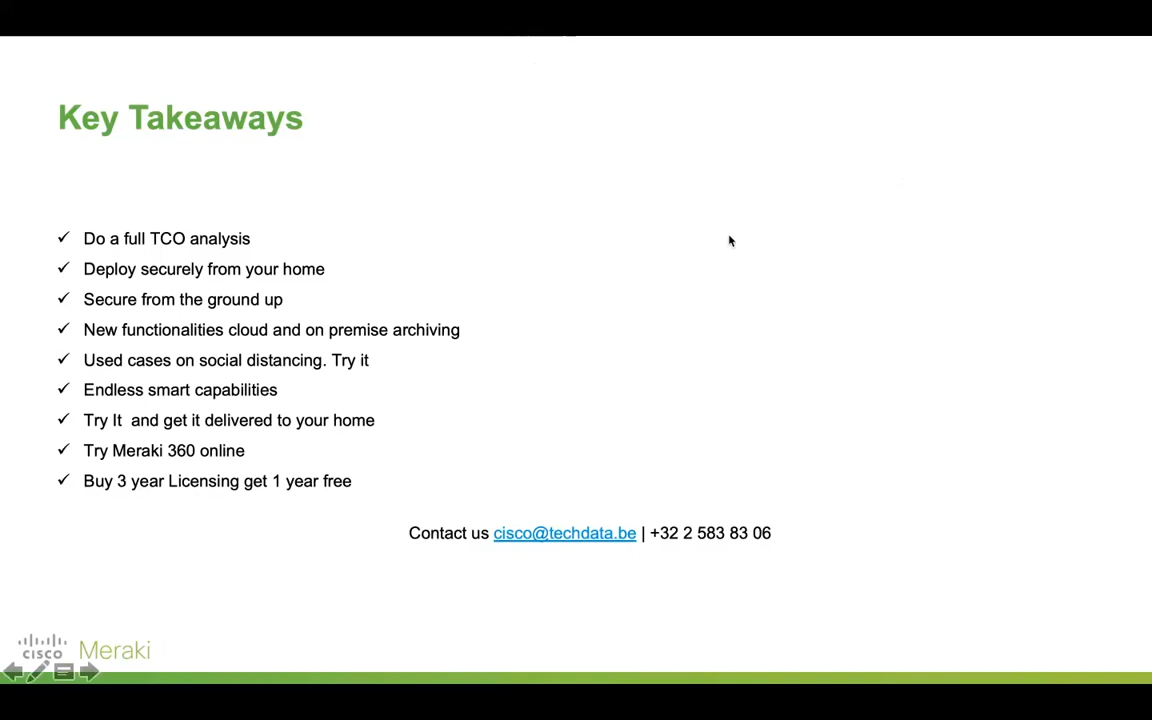 Key Takeaways
✓ Do a full TCO analysis
✓ Deploy securely from your home
✓ Secure from the ground up
✓ New functionalities cloud and on premise archiving
✓ Used cases on social distancing. Try it
✓ Endless smart capabilities
✓ Try It  and get it delivered to your home
✓ Try Meraki 360 online
✓ Buy 3 year Licensing get 1 year free
Contact us cisco@techdata.be | +32 2 583 83 06
CISCO Meraki